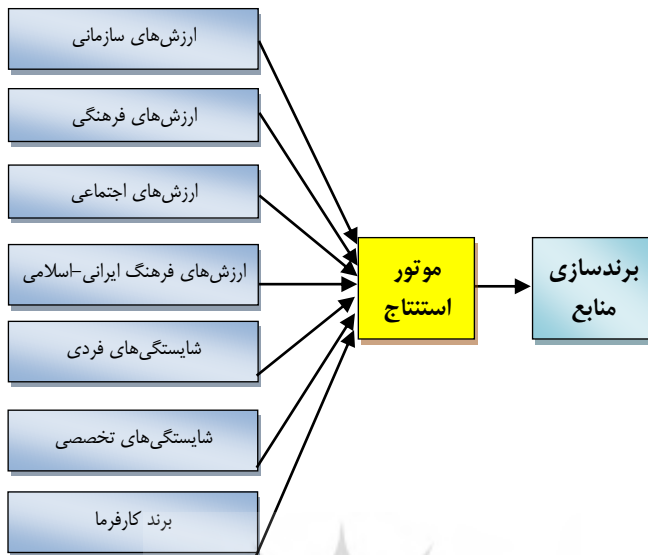 ارزش‌های سازمانی
ارزش‌های فرهنگی
ارزش‌های اجتماعی
ارزش‌های فرهنگ ایرانی-اسلامی
شایستگی‌های فردی
شایستگی‌های تخصصی
برند کارفرما
موتور
استنتاج
برندسازی
منابع